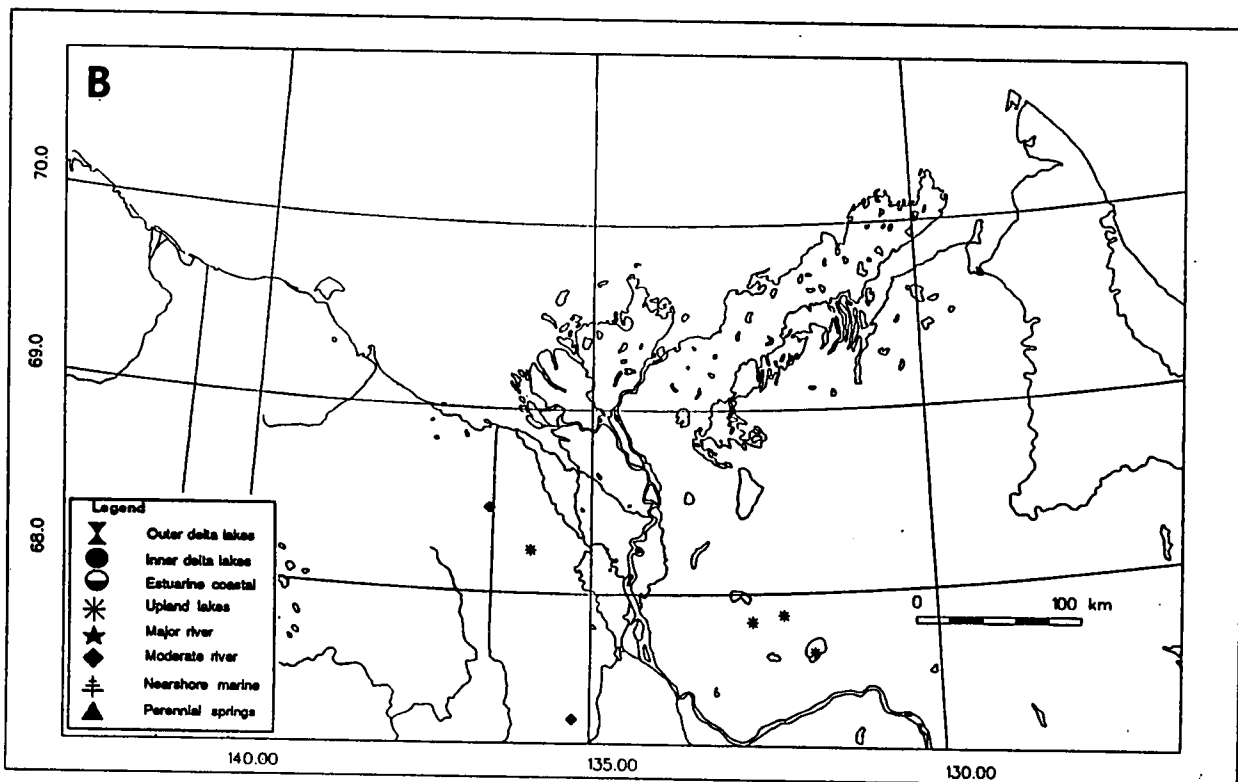 B
70.0
69.0
68.0
Legend
Outer delta lakes
Inner delta lakes
Estuarine coastal
Upland lakes
Major river
Moderate river
Nearshore marine
Perennial springs
0 100 km
140.00 135.00 130.00